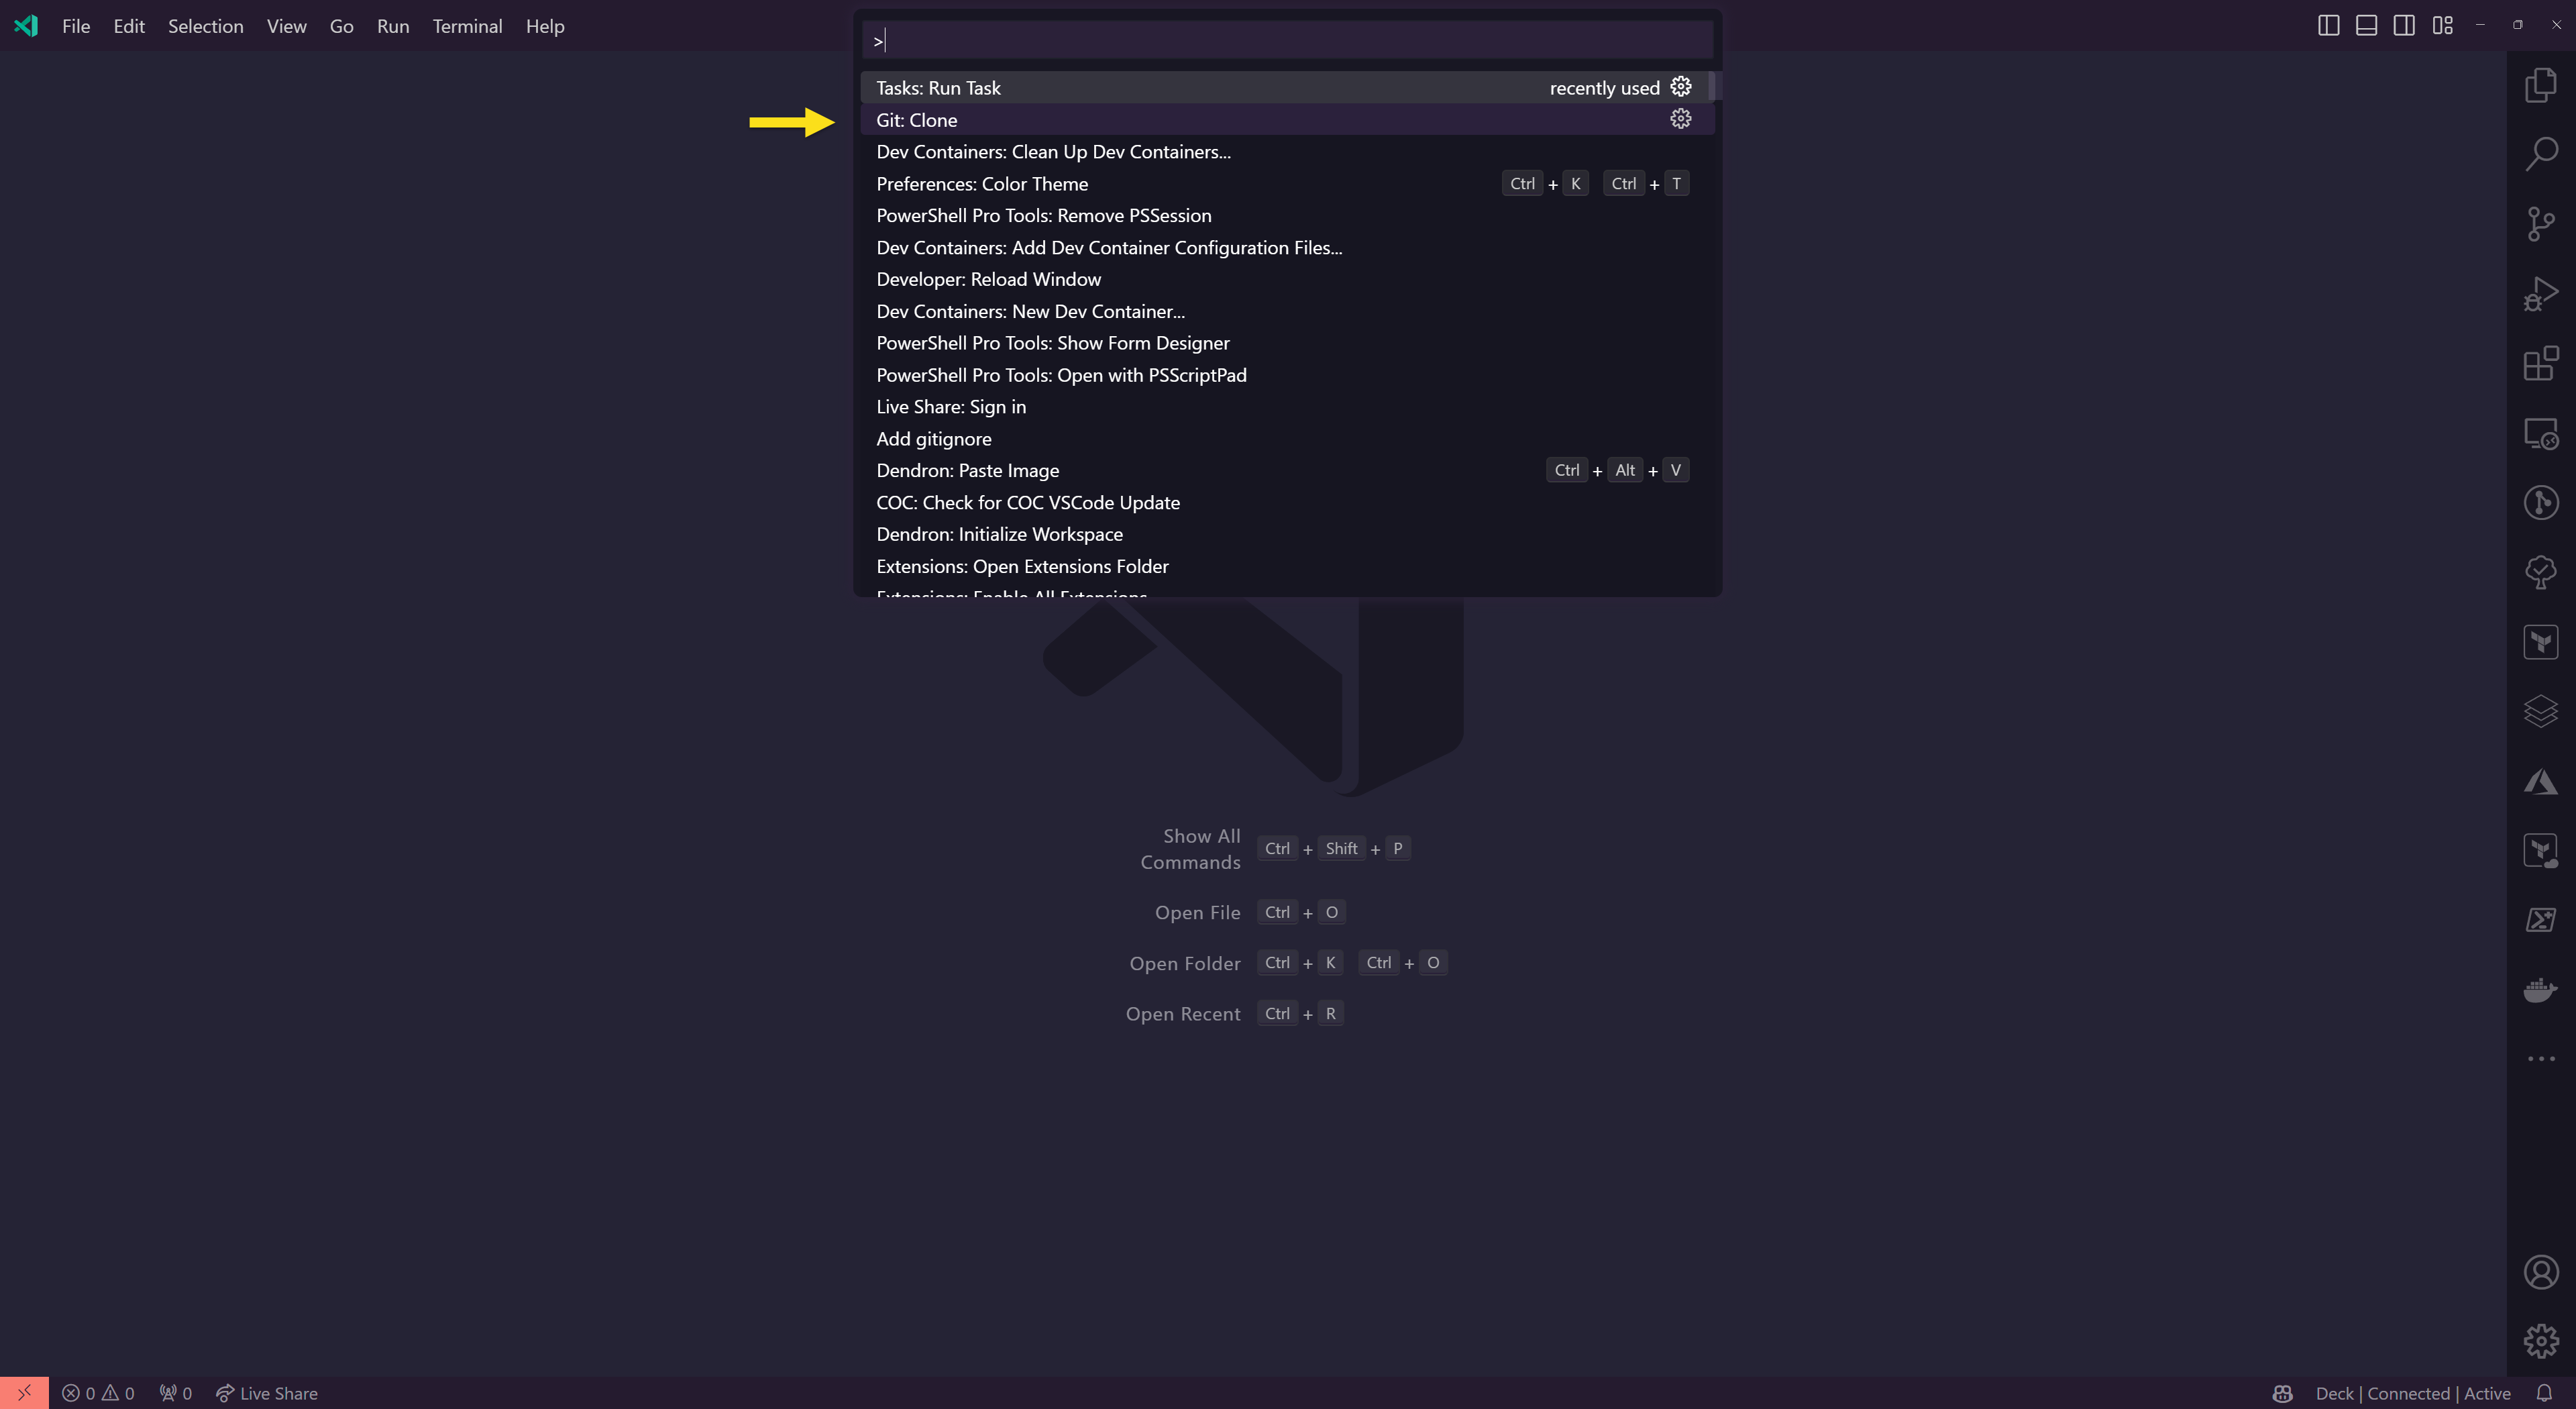 File Edit Selection View Go Run Terminal Help
>
Tasks: Run Task recently used
Git: Clone
Dev Containers: Clean Up Dev Containers...
Preferences: Color Theme Ctrl + K Ctrl + T
PowerShell Pro Tools: Remove PSSession
Dev Containers: Add Dev Container Configuration Files...
Developer: Reload Window
Dev Containers: New Dev Container...
PowerShell Pro Tools: Show Form Designer
PowerShell Pro Tools: Open with PSScriptPad
Live Share: Sign in
Add gitignore
Dendron: Paste Image Ctrl + Alt + V
COC: Check for COC VSCode Update
Dendron: Initialize Workspace
Extensions: Open Extensions Folder
Extensions: Enable All Extensions
Show All
Commands Ctrl + Shift + P
Open File Ctrl + O
Open Folder Ctrl + K Ctrl + O
Open Recent Ctrl + R
0 0 0 Live Share Deck | Connected | Active